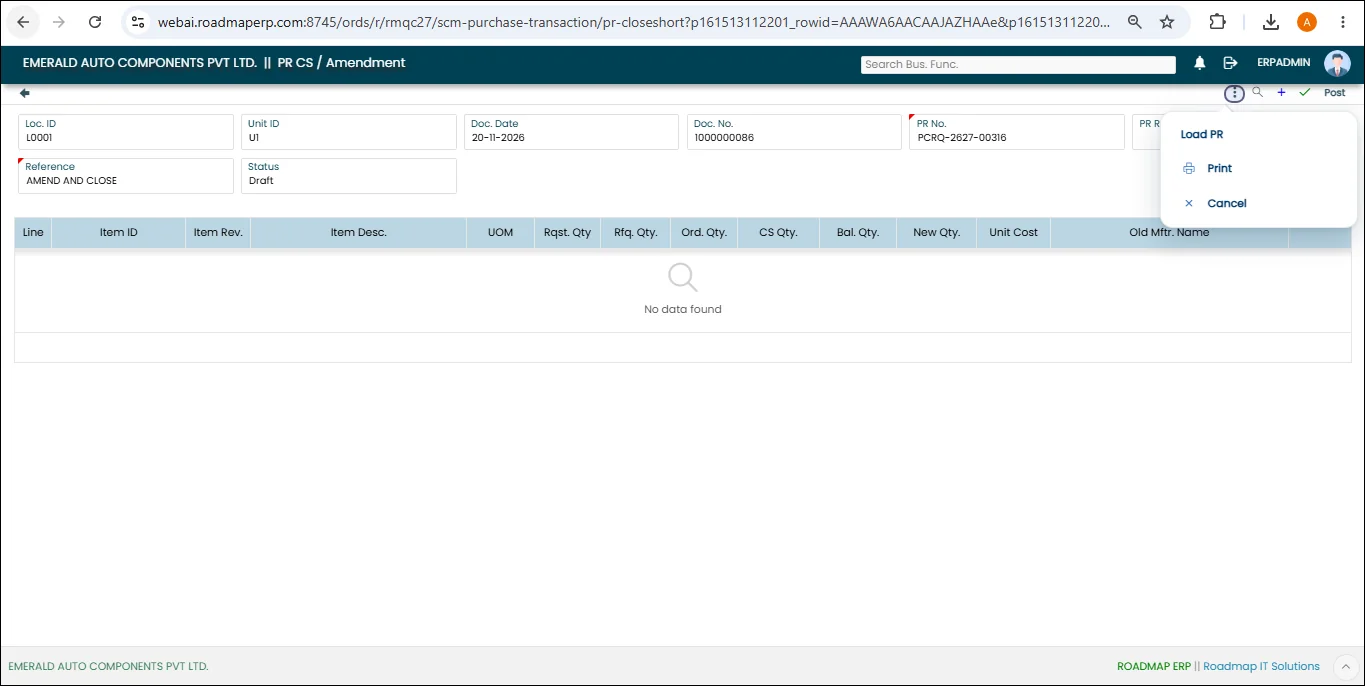 webai.roadmaperp.com:8745/ords/r/rmqc27/scm-purchase-transaction/pr-closeshort?p161513112201_rowid=AAAWA6AACAAJAZHAAe&p16151311220...
A
EMERALD AUTO COMPONENTS PVT LTD. || PR CS / Amendment
Search Bus. Func.
ERPADMIN
Post
Loc. ID
L0001
Unit ID
U1
Doc. Date
20-11-2026
Doc. No.
1000000086
PR No.
PCRQ-2627-00316
PR R
Load PR
Print
Cancel
Reference
AMEND AND CLOSE
Status
Draft
Line Item ID Item Rev. Item Desc. UOM Rqst. Qty Rfq. Qty. Ord. Qty. CS Qty. Bal. Qty. New Qty. Unit Cost Old Mftr. Name
No data found
EMERALD AUTO COMPONENTS PVT LTD.
ROADMAP ERP || Roadmap IT Solutions